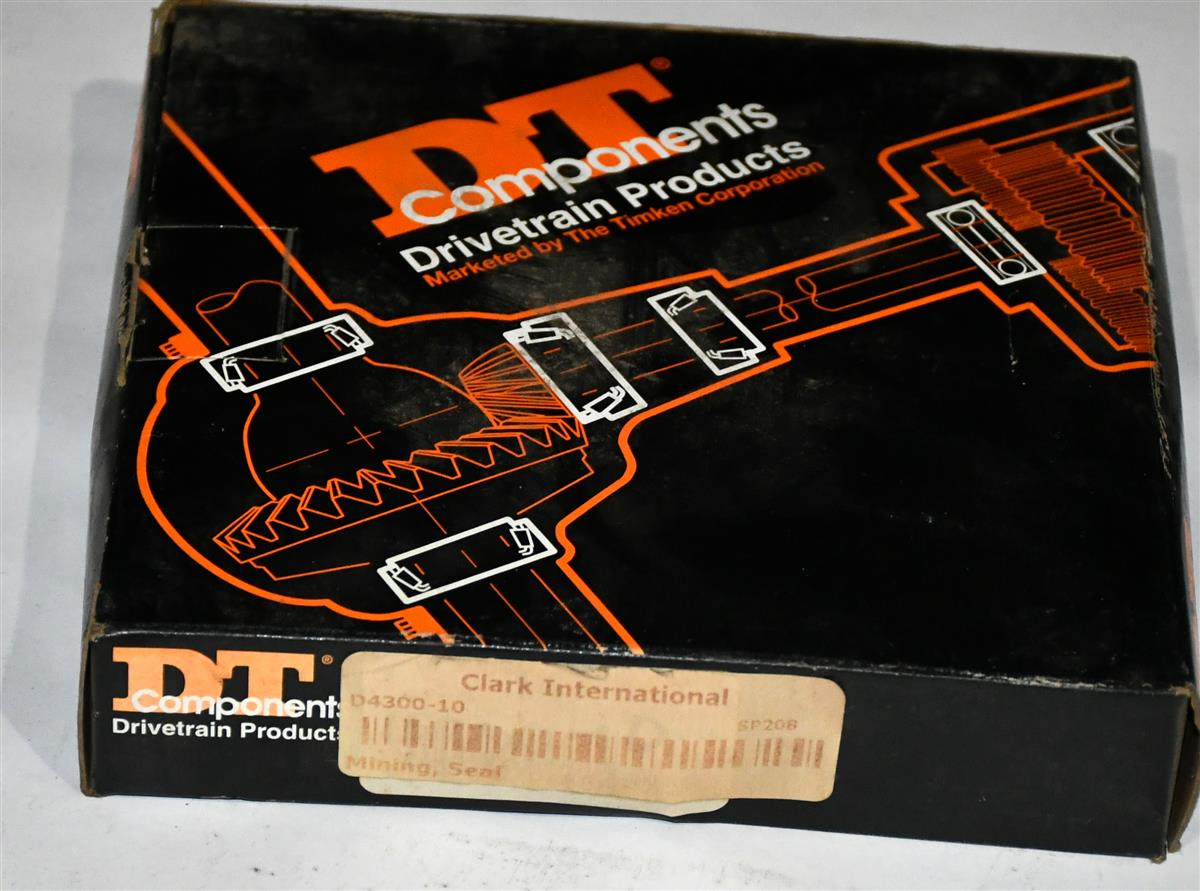 DT®
Components
Drivetrain Products
Marketed by The Timken Corporation
DT®
Components
Drivetrain Products
Clark International
D4300-10
SP208
Mining, Seal